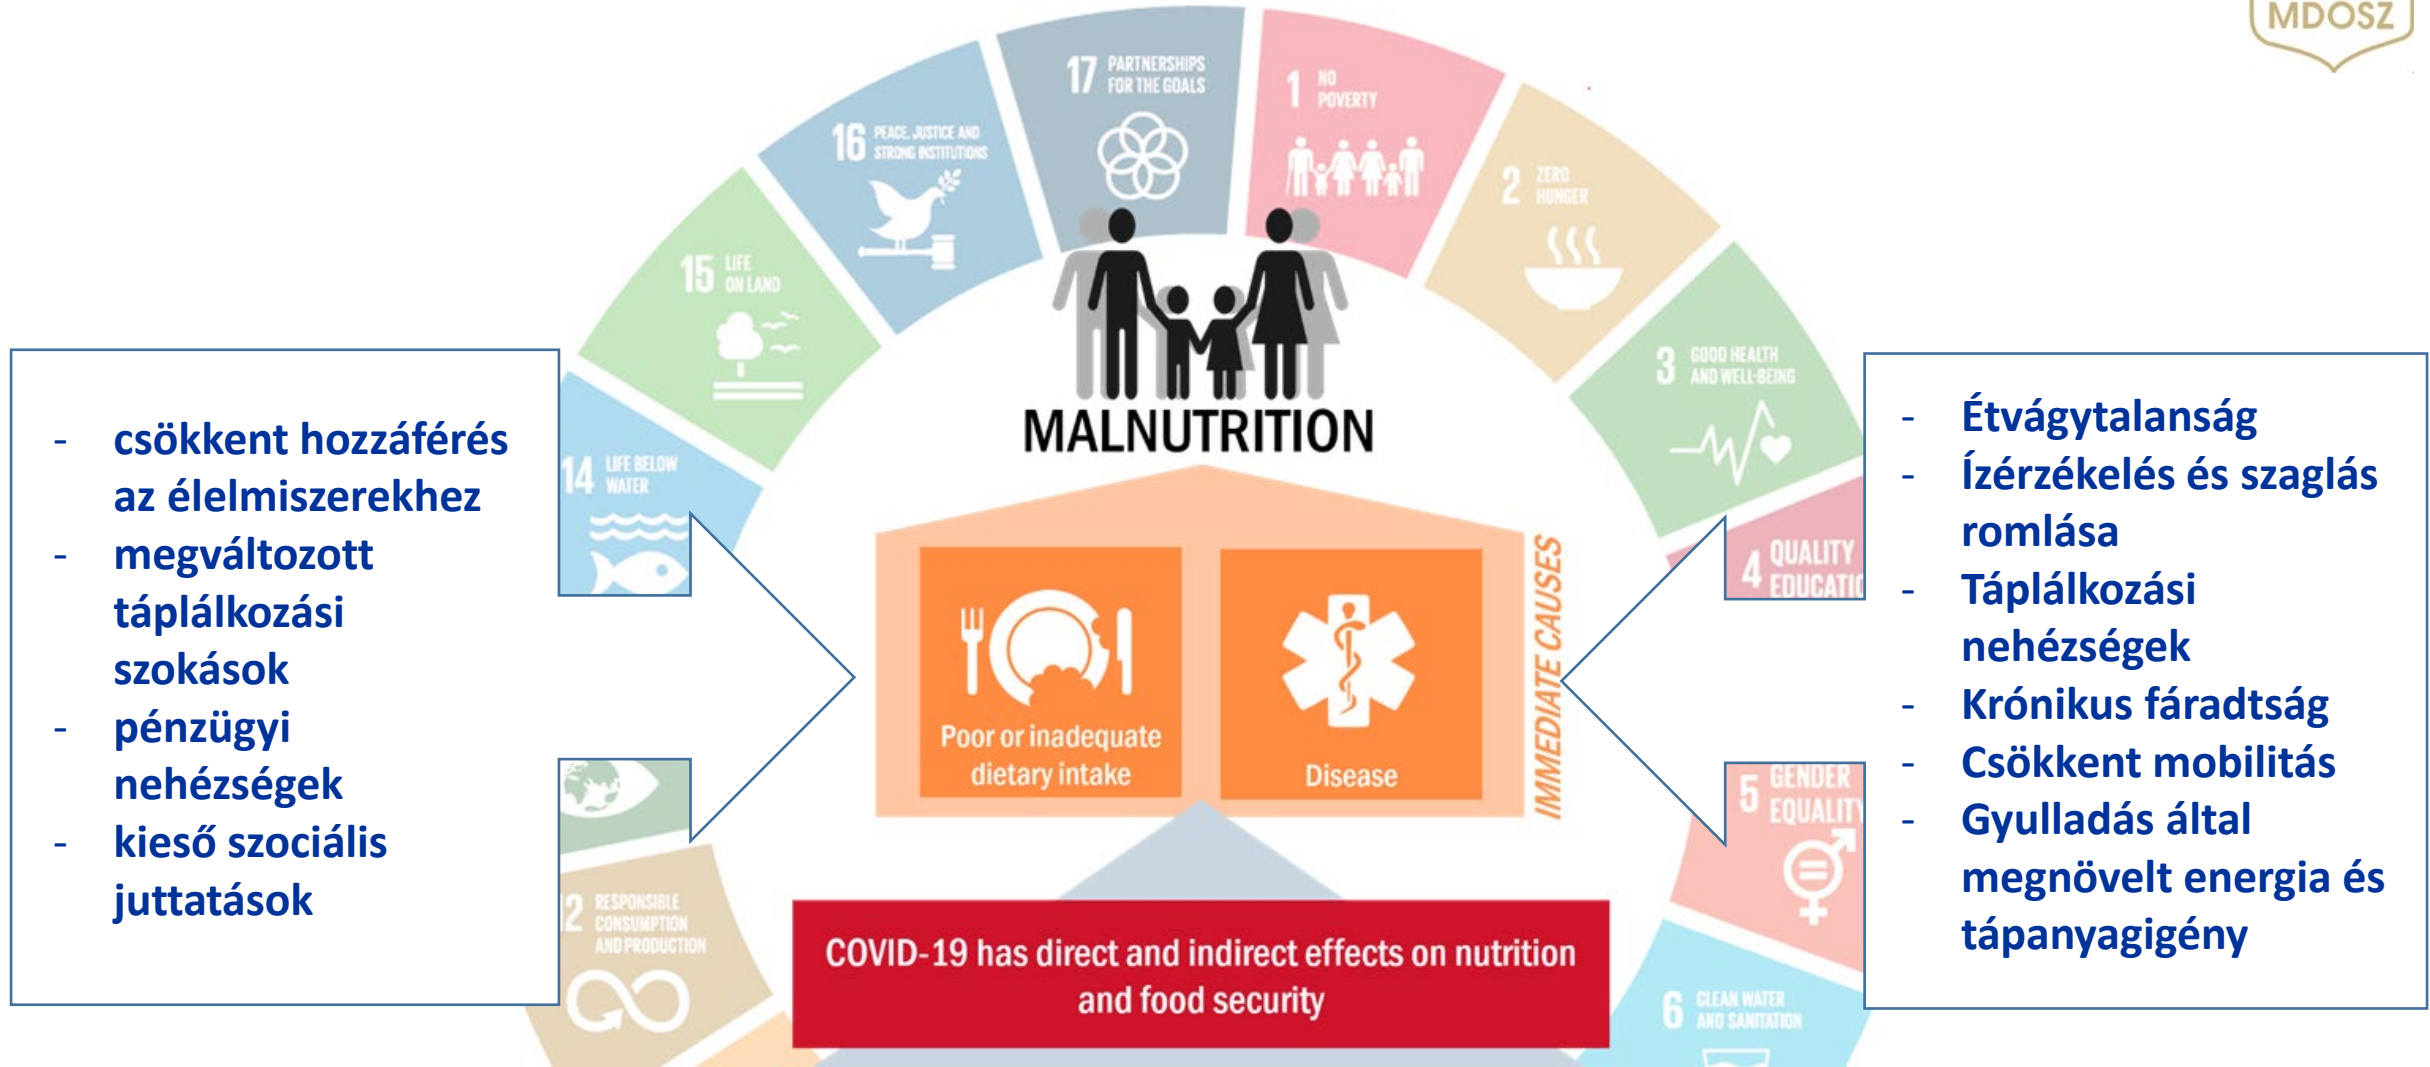 MDOSZ
17 PARTNERSHIPS
FOR THE GOALS
1 NO
POVERTY
16 PEACE, JUSTICE AND
STRONG INSTITUTIONS
2 ZERO
HUNGER
15 LIFE
ON LAND
3 GOOD HEALTH
AND WELL-BEING
MALNUTRITION
14 LIFE BELOW
WATER
4 QUALITY
EDUCATIO
- csökkent hozzáférés
az élelmiszerekhez
- megváltozott
táplálkozási
szokások
- pénzügyi
nehézségek
- kieső szociális
juttatások
Poor or inadequate
dietary intake
Disease
IMMEDIATE CAUSES
- Étvágytalanság
- Ízérzékelés és szaglás
romlása
- Táplálkozási
nehézségek
- Krónikus fáradtság
- Csökkent mobilitás
- Gyulladás által
megnövelt energia és
tápanyagigény
5 GENDER
EQUALITY
2 RESPONSIBLE
CONSUMPTION
AND PRODUCTION
COVID-19 has direct and indirect effects on nutrition
and food security
6 CLEAN WATER
AND SANITATION